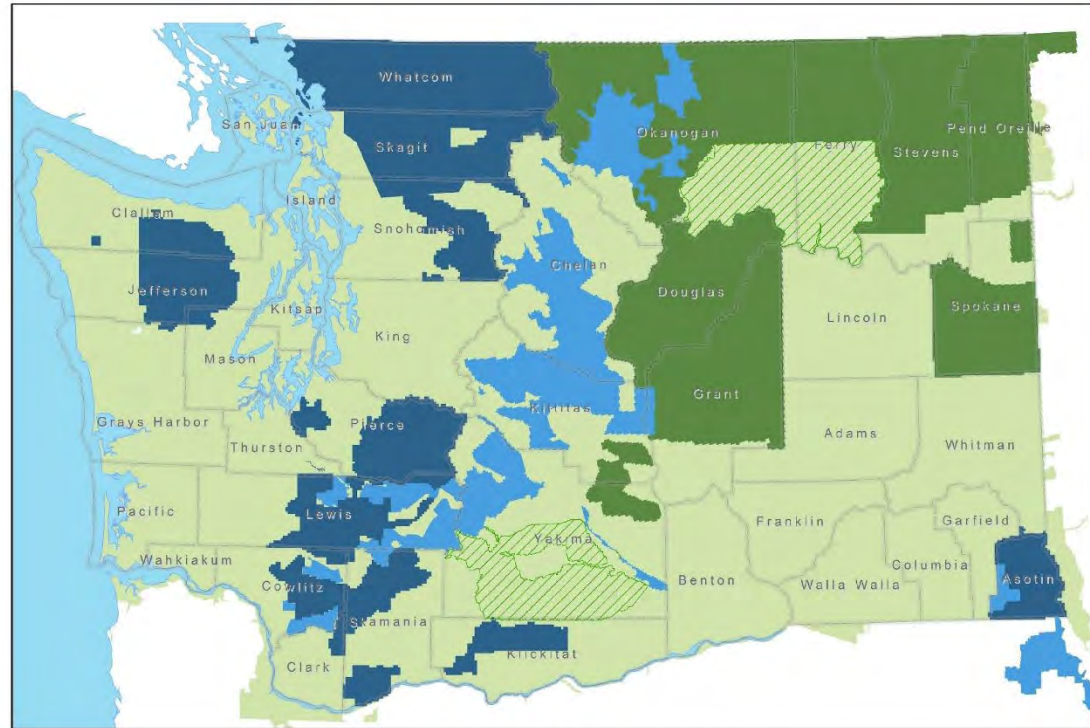 Whatcom
San Juan
Skagit
Okanogan
Ferry
Pend Oreille
Stevens
Island
Clallam
Snohomish
Chelan
Jefferson
Douglas
Kitsap
Spokane
King
Lincoln
Mason
Grant
Kittitas
Grays Harbor
Pierce
Adams
Thurston
Whitman
Lewis
Pacific
Franklin
Garfield
Yakima
Wahkiakum
Columbia
Cowlitz
Benton
Walla Walla
Asotin
Skamania
Klickitat
Clark